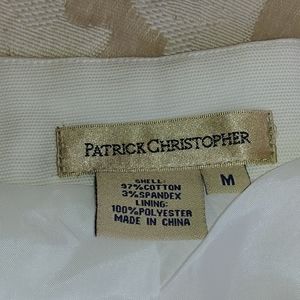 PATRICK CHRISTOPHER
M
SHELL:
97%COTTON
3%SPANDEX
LINING:
100%POLYESTER
MADE IN CHINA